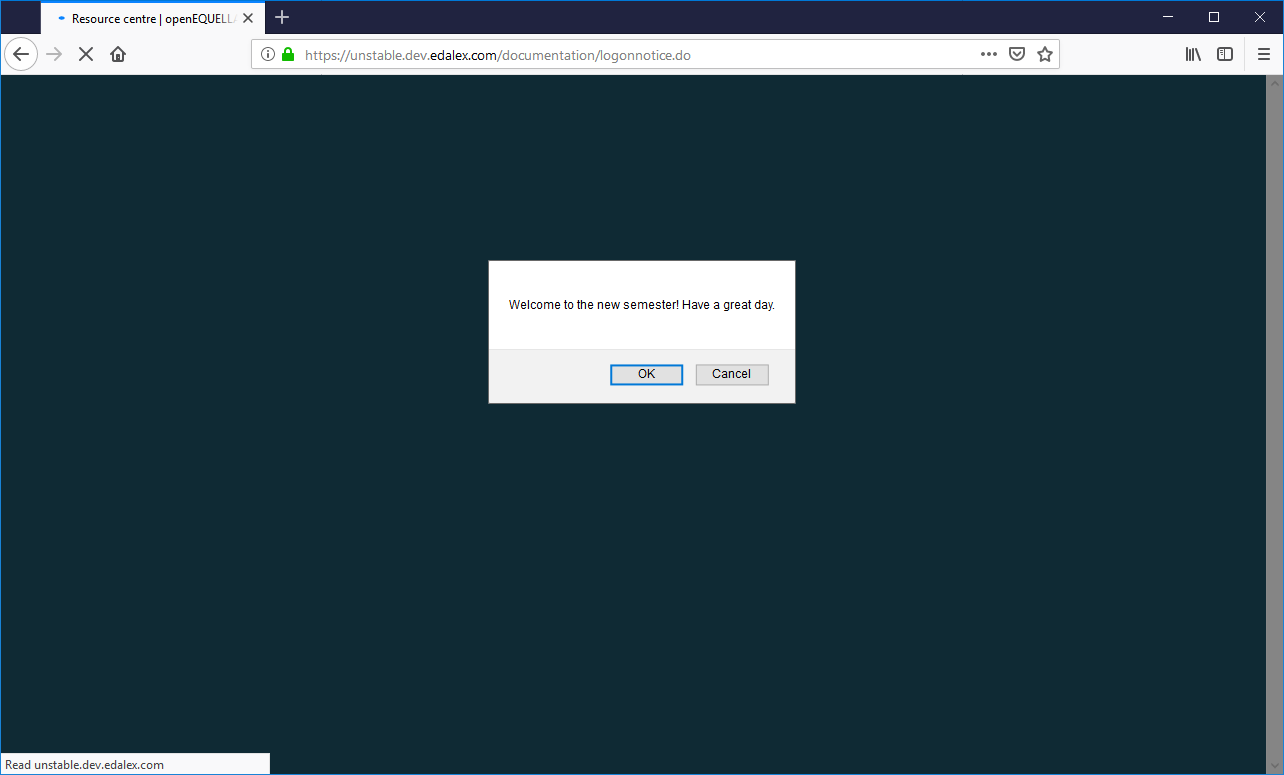 Resource centre | openEQUELLA
https://unstable.dev.edalex.com/documentation/logonnotice.do
Welcome to the new semester! Have a great day.
OK Cancel
Read unstable.dev.edalex.com